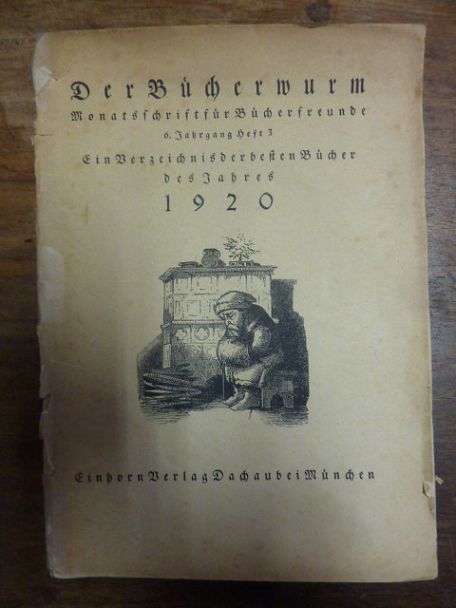 Der Bücherwurm
Monatsschrift für Bücherfreunde
6. Jahrgang Heft 3
Ein Verzeichnis der besten Bücher
des Jahres
1920
Einhorn Verlag Dachau bei München